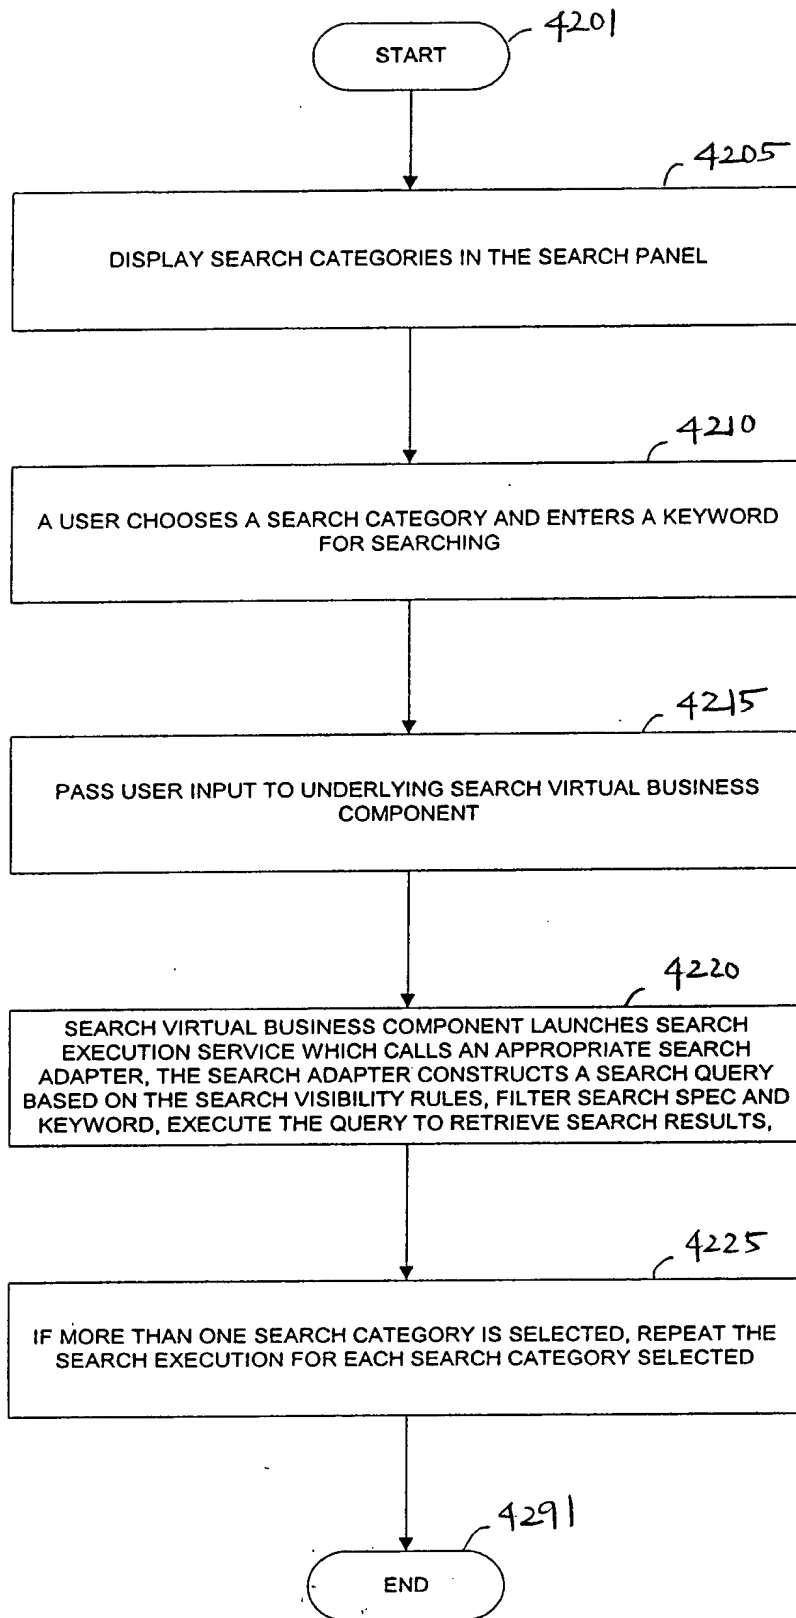 4201
START
4205
DISPLAY SEARCH CATEGORIES IN THE SEARCH PANEL
4210
A USER CHOOSES A SEARCH CATEGORY AND ENTERS A KEYWORD
FOR SEARCHING
4215
PASS USER INPUT TO UNDERLYING SEARCH VIRTUAL BUSINESS
COMPONENT
4220
SEARCH VIRTUAL BUSINESS COMPONENT LAUNCHES SEARCH
EXECUTION SERVICE WHICH CALLS AN APPROPRIATE SEARCH
ADAPTER, THE SEARCH ADAPTER CONSTRUCTS A SEARCH QUERY
BASED ON THE SEARCH VISIBILITY RULES, FILTER SEARCH SPEC AND
KEYWORD, EXECUTE THE QUERY TO RETRIEVE SEARCH RESULTS,
4225
IF MORE THAN ONE SEARCH CATEGORY IS SELECTED, REPEAT THE
SEARCH EXECUTION FOR EACH SEARCH CATEGORY SELECTED
4291
END